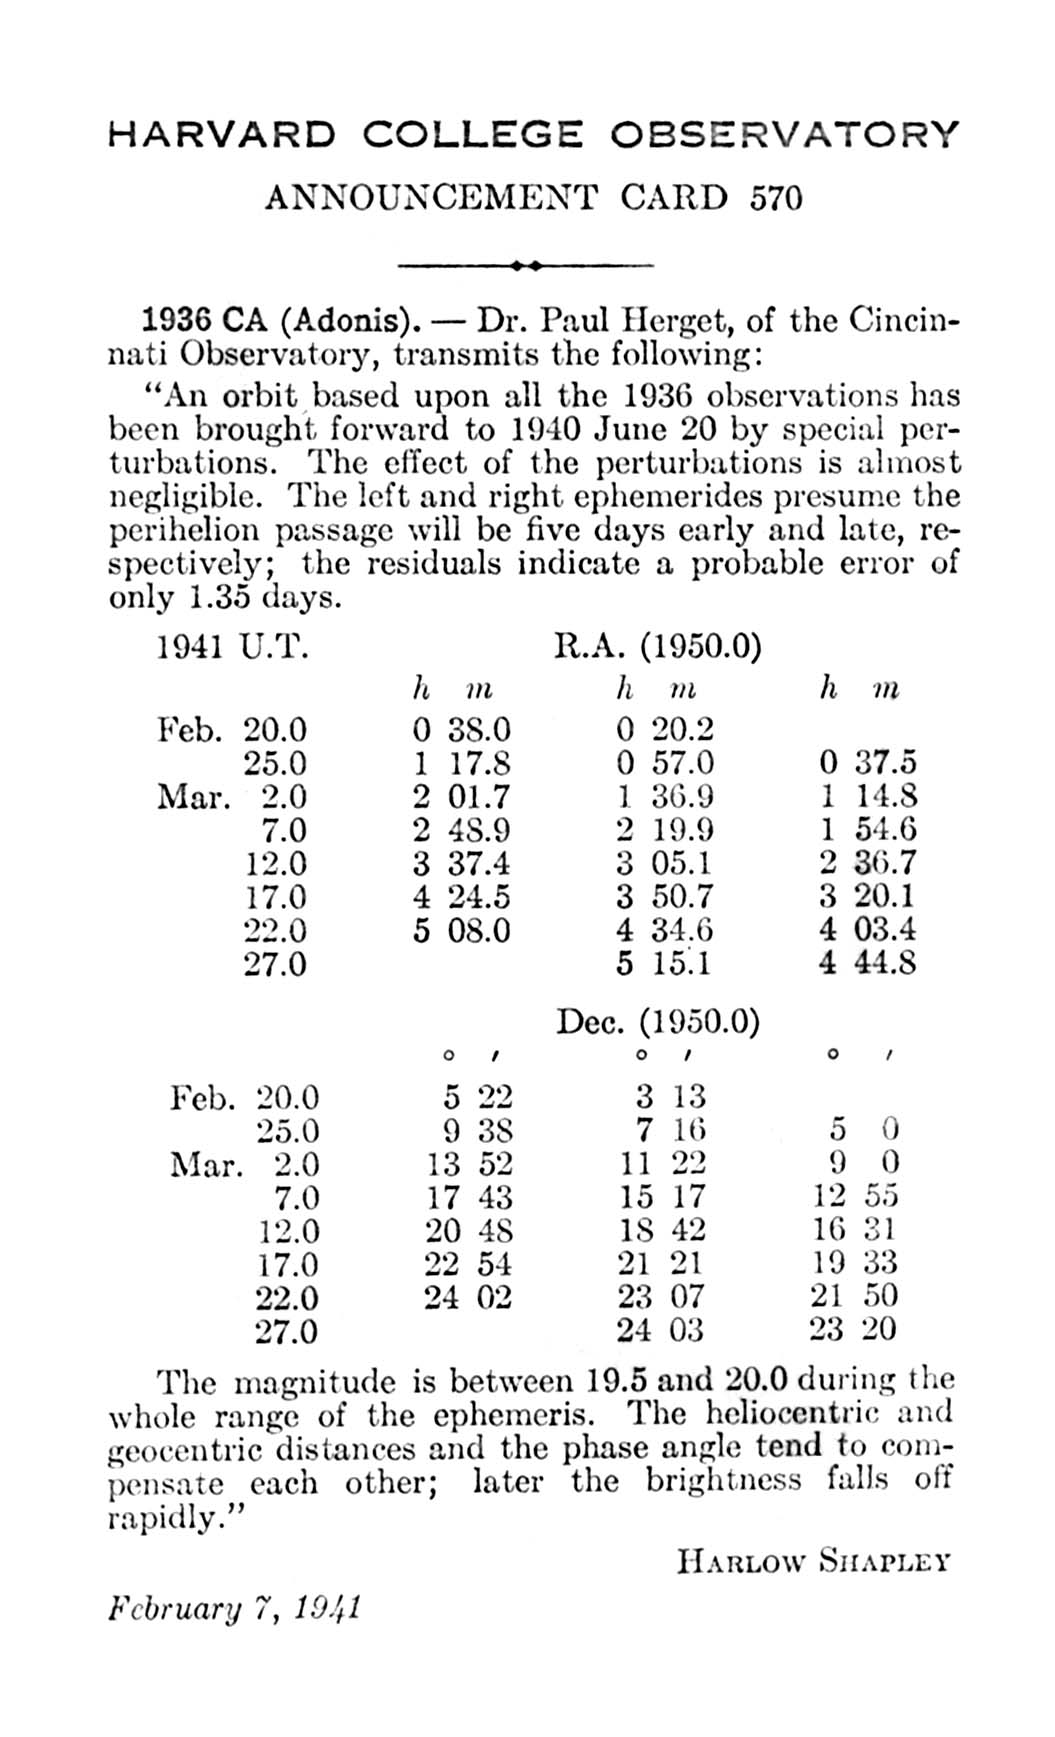 HARVARD COLLEGE OBSERVATORY
ANNOUNCEMENT CARD 570
1936 CA (Adonis). — Dr. Paul Herget, of the Cincin-
nati Observatory, transmits the following:
“An orbit based upon all the 1936 observations has
been brought forward to 1940 June 20 by special per-
turbations. The effect of the perturbations is almost
negligible. The left and right ephemerides presume the
perihelion passage will be five days early and late, re-
spectively; the residuals indicate a probable error of
only 1.35 days.
1941 U.T. R.A. (1950.0)
h m h m h m
Feb. 20.0 0 38.0 0 20.2
25.0 1 17.8 0 57.0 0 37.5
Mar. 2.0 2 01.7 1 36.9 1 14.8
7.0 2 48.9 2 19.9 1 54.6
12.0 3 37.4 3 05.1 2 36.7
17.0 4 24.5 3 50.7 3 20.1
22.0 5 08.0 4 34.6 4 03.4
27.0 5 15.1 4 44.8
Dec. (1950.0)
° ′ ° ′ ° ′
Feb. 20.0 5 22 3 13
25.0 9 38 7 16 5 0
Mar. 2.0 13 52 11 22 9 0
7.0 17 43 15 17 12 55
12.0 20 48 18 42 16 31
17.0 22 54 21 21 19 33
22.0 24 02 23 07 21 50
27.0 24 03 23 20
The magnitude is between 19.5 and 20.0 during the
whole range of the ephemeris. The heliocentric and
geocentric distances and the phase angle tend to com-
pensate each other; later the brightness falls off
rapidly.”
HARLOW SHAPLEY
February 7, 1941